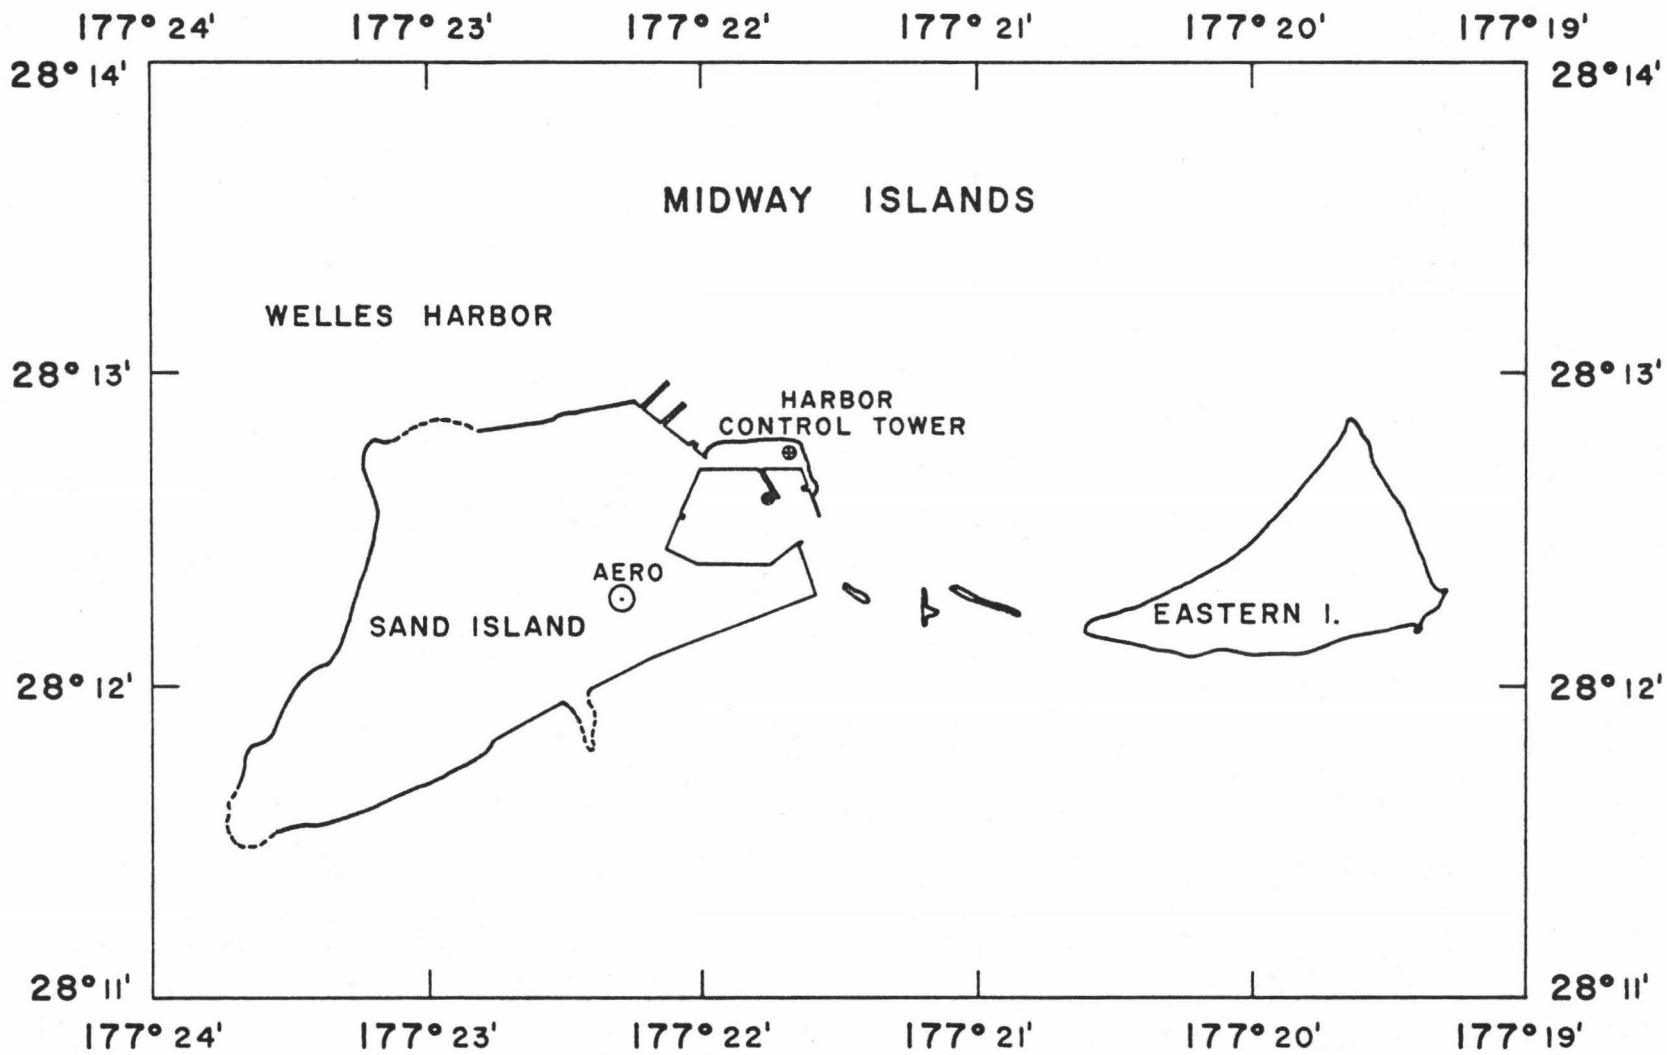 177° 24' 177° 23' 177° 22' 177° 21' 177° 20' 177° 19'
28° 14' 28° 14'
MIDWAY ISLANDS
WELLES HARBOR
28° 13' 28° 13'
HARBOR
CONTROL TOWER
AERO
EASTERN I.
SAND ISLAND
28° 12' 28° 12'
28° 11' 28° 11'
177° 24' 177° 23' 177° 22' 177° 21' 177° 20' 177° 19'